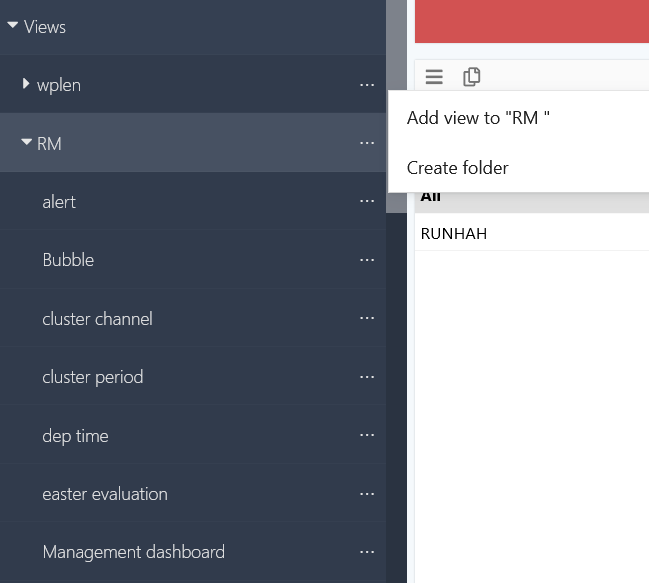 Views
wplen
RM
alert
Bubble
cluster channel
cluster period
dep time
easter evaluation
Management dashboard
Add view to "RM "
Create folder
All
RUNHAH